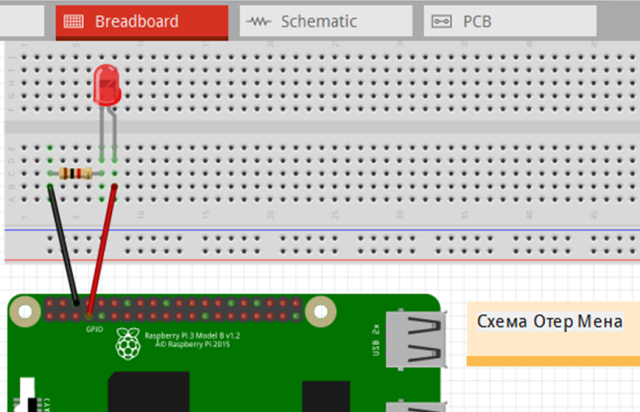 Breadboard
Schematic
PCB
GPIO
Raspberry Pi 3 Model B v1.2
Â© Raspberry Pi 2015
USB 2x
Схема Отер Мена